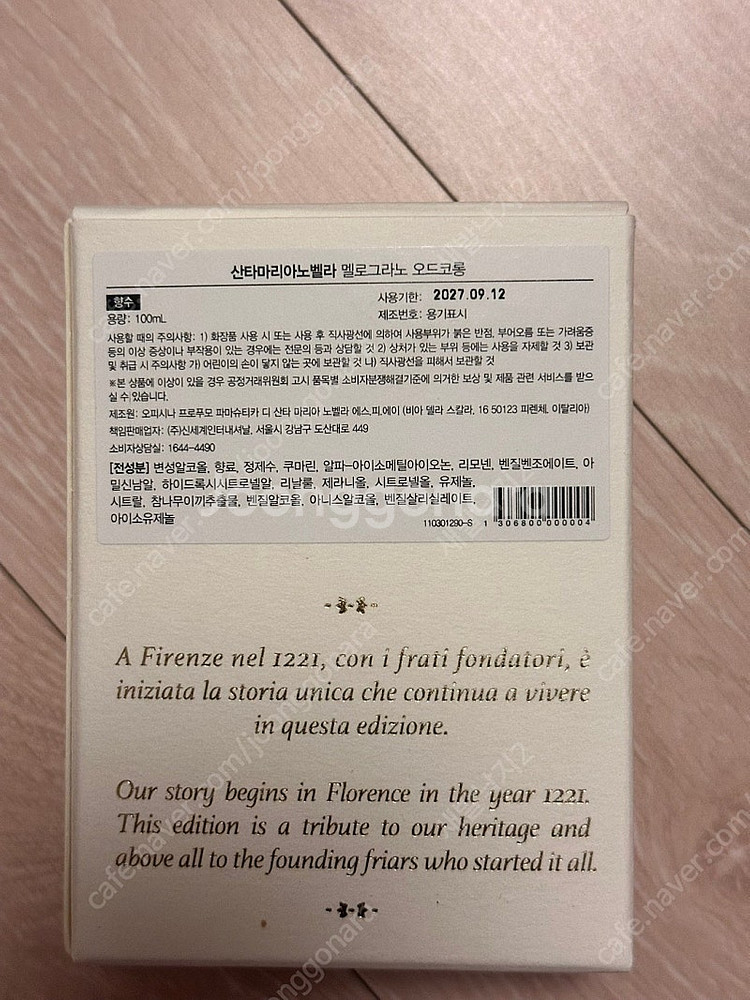 산타마리아노벨라 멜로그라노 오드코롱
향수
사용기한: 2027.09.12
용량: 100mL
제조번호: 용기표시
사용할 때의 주의사항: 1) 화장품 사용 시 또는 사용 후 직사광선에 의하여 사용부위가 붉은 반점, 부어오름 또는 가려움증
등의 이상 증상이나 부작용이 있는 경우에는 전문의 등과 상담할 것 2) 상처가 있는 부위 등에는 사용을 자제할 것 3) 보관
및 취급 시 주의사항 가) 어린이의 손이 닿지 않는 곳에 보관할 것 나) 직사광선을 피해서 보관할 것
※본 상품에 이상이 있을 경우 공정거래위원회 고시 품목별 소비자분쟁해결기준에 의거한 보상 및 제품 관련 서비스를 받으
실 수 있습니다.
제조원: 오피시나 프로푸모 파마슈티카 디 산타 마리아 노벨라 에스.피.에이 (비아 델라 스칼라, 16 50123 피렌체, 이탈리아)
책임판매업자: (주)신세계인터내셔날, 서울시 강남구 도산대로 449
소비자상담실: 1644-4490
[전성분] 변성알코올, 향료, 정제수, 쿠마린, 알파-아이소메틸아이오논, 리모넨, 벤질벤조에이트, 아
밀신남알, 하이드록시시트로넬알, 리날룰, 제라니올, 시트로넬올, 유제놀,
시트랄, 참나무이끼추출물, 벤질알코올, 아니스알코올, 벤질살리실레이트,
아이소유제놀
110301290-S
1 306800 000004
A Firenze nel 1221, con i frati fondatori, è
iniziata la storia unica che continua a vivere
in questa edizione.
Our story begins in Florence in the year 1221.
This edition is a tribute to our heritage and
above all to the founding friars who started it all.
cafe.naver.com/joonggonara